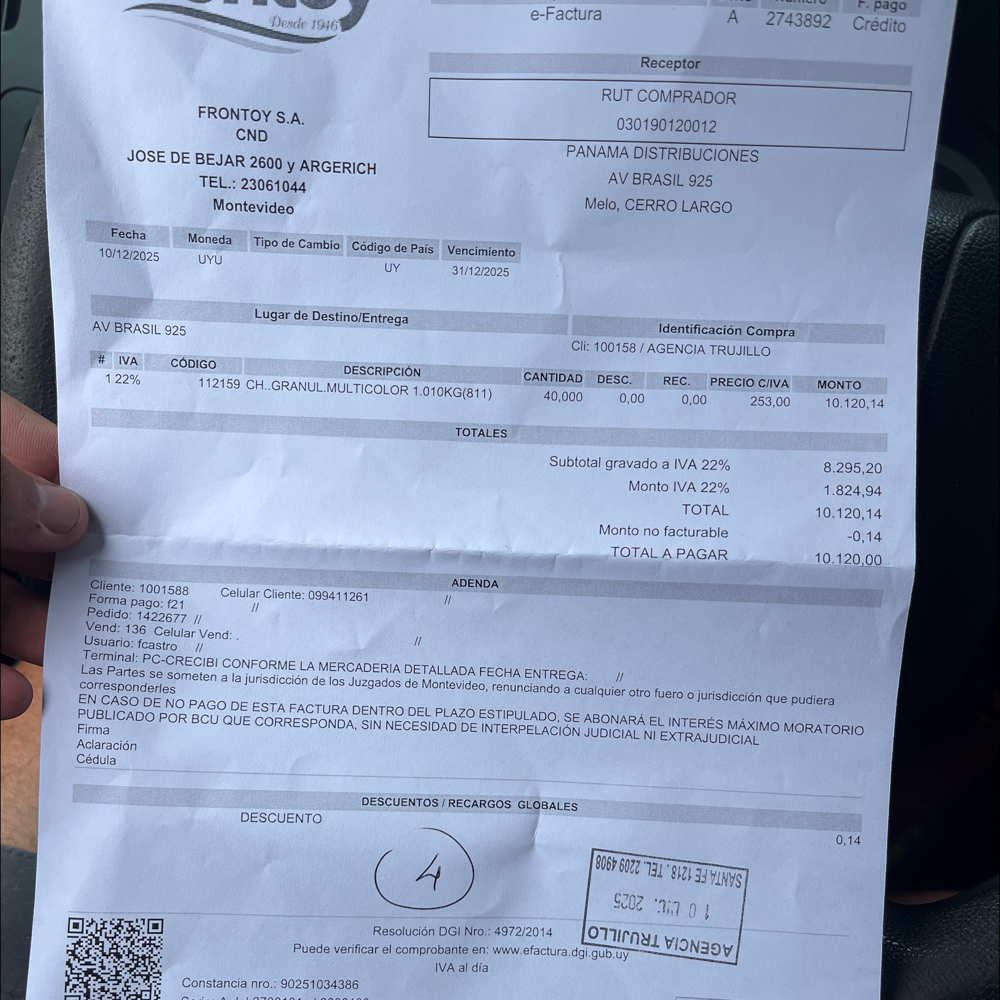 Desde 1946
e-Factura
A 2743892 Crédito
F. pago
Receptor
RUT COMPRADOR
030190120012
PANAMA DISTRIBUCIONES
AV BRASIL 925
Melo, CERRO LARGO
FRONTOY S.A.
CND
JOSE DE BEJAR 2600 y ARGERICH
TEL.: 23061044
Montevideo
Fecha Moneda Tipo de Cambio Código de País Vencimiento
10/12/2025 UYU UY 31/12/2025
Lugar de Destino/Entrega Identificación Compra
AV BRASIL 925 Cli: 100158 / AGENCIA TRUJILLO
# IVA CÓDIGO DESCRIPCIÓN CANTIDAD DESC. REC. PRECIO C/IVA MONTO
1 22% 112159 CH..GRANUL.MULTICOLOR 1.010KG(811) 40,000 0,00 0,00 253,00 10.120,14
TOTALES
Subtotal gravado a IVA 22% 8.295,20
Monto IVA 22% 1.824,94
TOTAL 10.120,14
Monto no facturable -0,14
TOTAL A PAGAR 10.120,00
ADENDA
Cliente: 1001588 Celular Cliente: 099411261 //
Forma pago: f21 //
Pedido: 1422677 //
Vend: 136 Celular Vend: . //
Usuario: fcastro //
Terminal: PC-CRECIBI CONFORME LA MERCADERIA DETALLADA FECHA ENTREGA: //
Las Partes se someten a la jurisdicción de los Juzgados de Montevideo, renunciando a cualquier otro fuero o jurisdicción que pudiera
corresponderles
EN CASO DE NO PAGO DE ESTA FACTURA DENTRO DEL PLAZO ESTIPULADO, SE ABONARÁ EL INTERÉS MÁXIMO MORATORIO
PUBLICADO POR BCU QUE CORRESPONDA, SIN NECESIDAD DE INTERPELACIÓN JUDICIAL NI EXTRAJUDICIAL
Firma
Aclaración
Cédula
DESCUENTOS / RECARGOS GLOBALES
DESCUENTO 0,14
4
AGENCIA TRUJILLO
10 DIC. 2025
SANTA FE 1218. TEL. 2209 4908
Resolución DGI Nro.: 4972/2014
Puede verificar el comprobante en: www.efactura.dgi.gub.uy
IVA al día
Constancia nro.: 90251034386